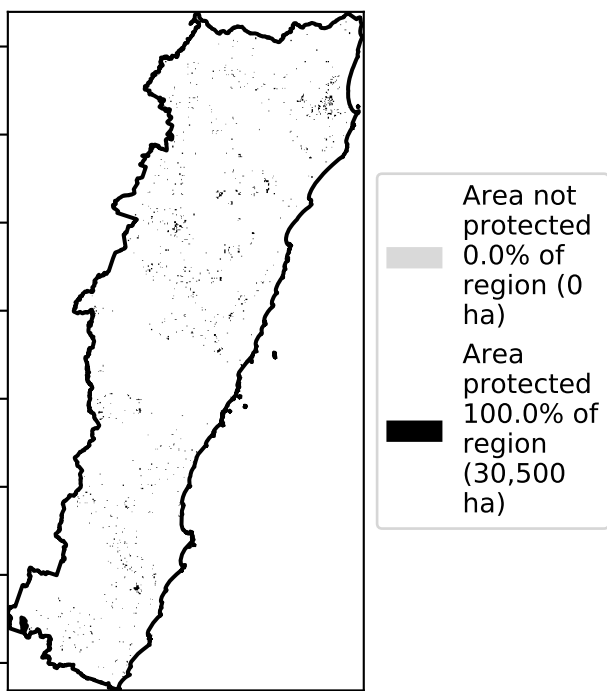 Area not
protected
0.0% of
region (0
ha)
Area
protected
100.0% of
region
(30,500
ha)